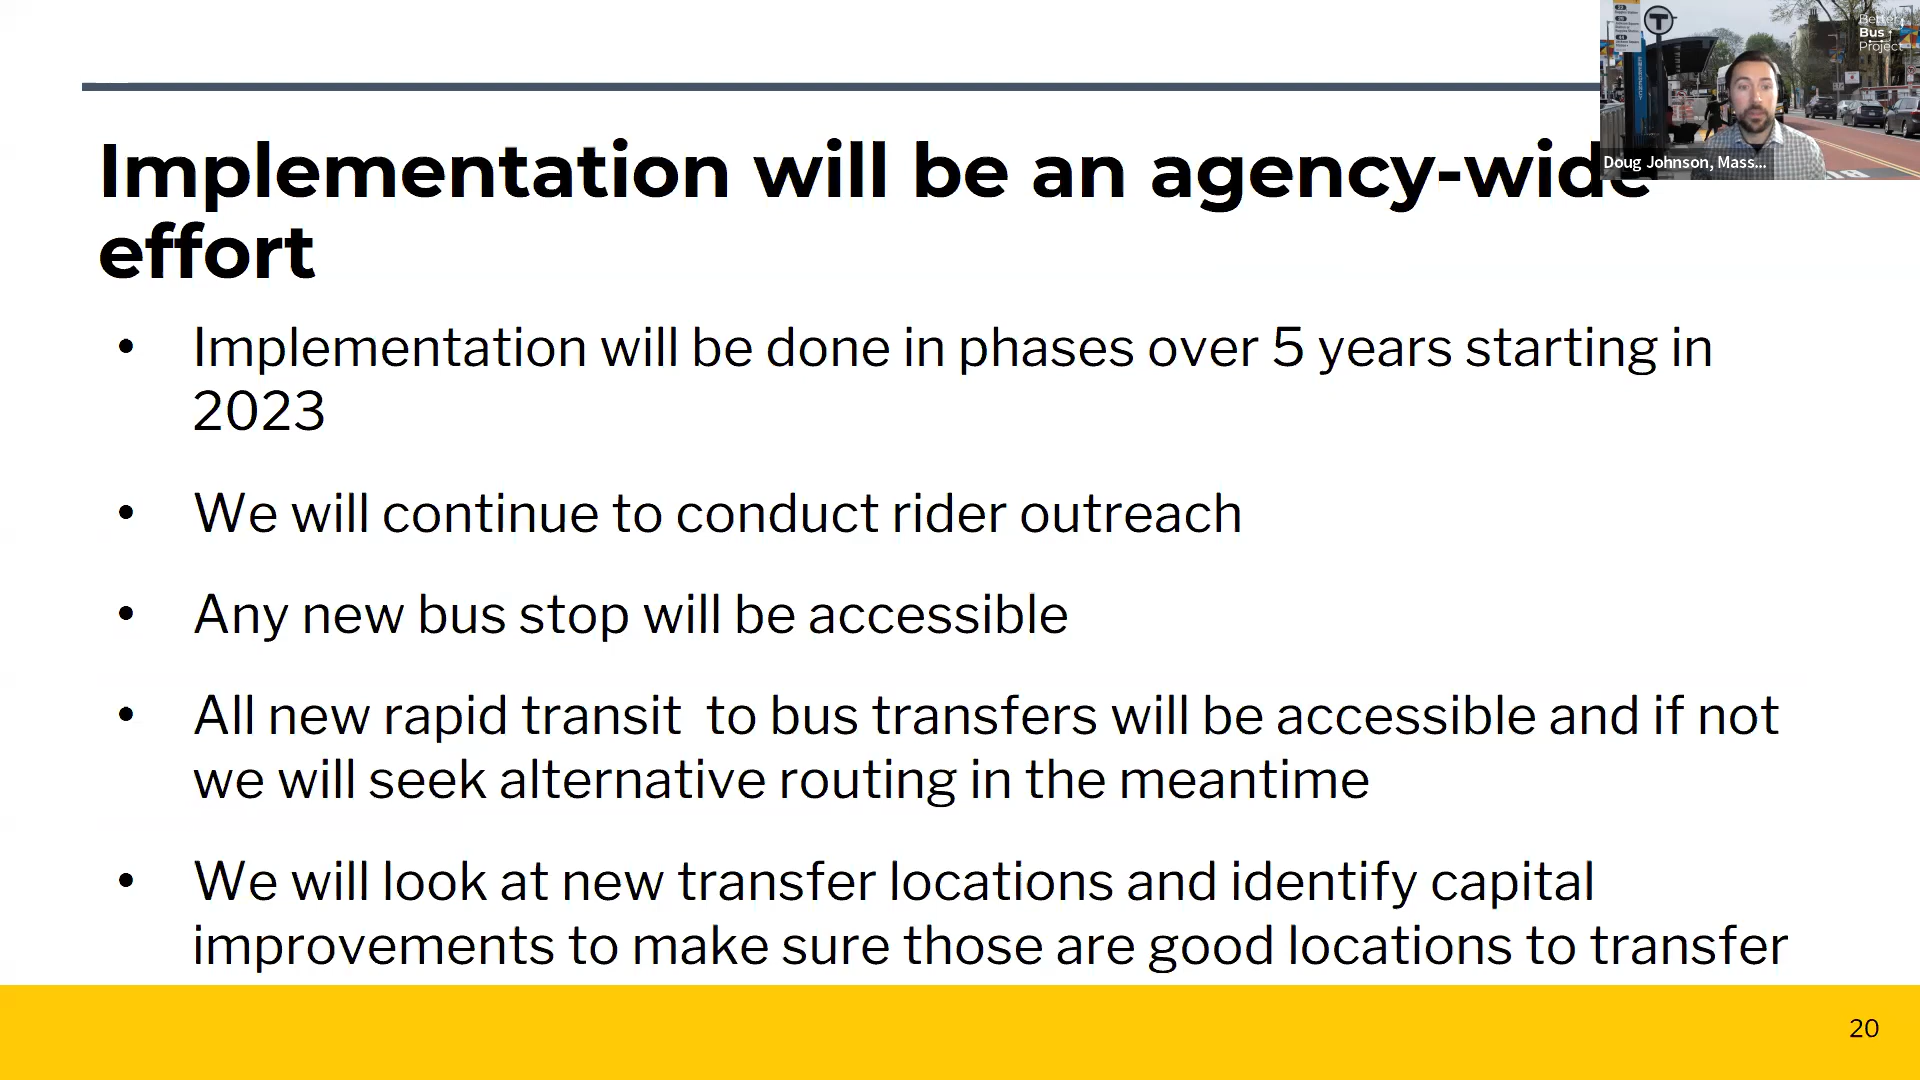 Better
Bus
Project
Doug Johnson, Mass...
Implementation will be an agency-wide
effort
• Implementation will be done in phases over 5 years starting in
2023
• We will continue to conduct rider outreach
• Any new bus stop will be accessible
• All new rapid transit  to bus transfers will be accessible and if not
we will seek alternative routing in the meantime
• We will look at new transfer locations and identify capital
improvements to make sure those are good locations to transfer
20